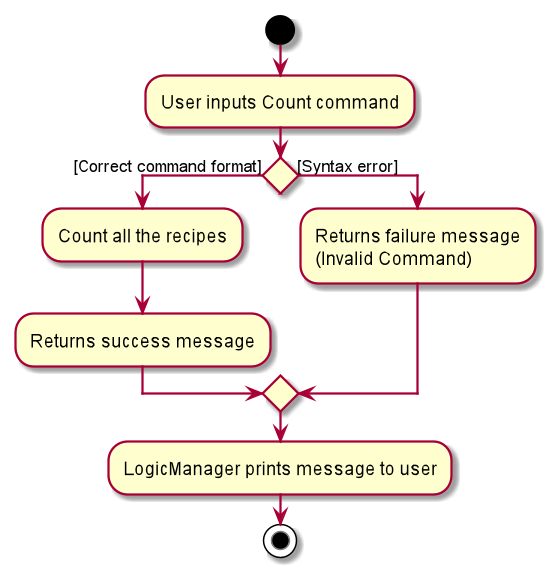 User inputs Count command
[Correct command format]
[Syntax error]
Count all the recipes
Returns failure message
(Invalid Command)
Returns success message
LogicManager prints message to user